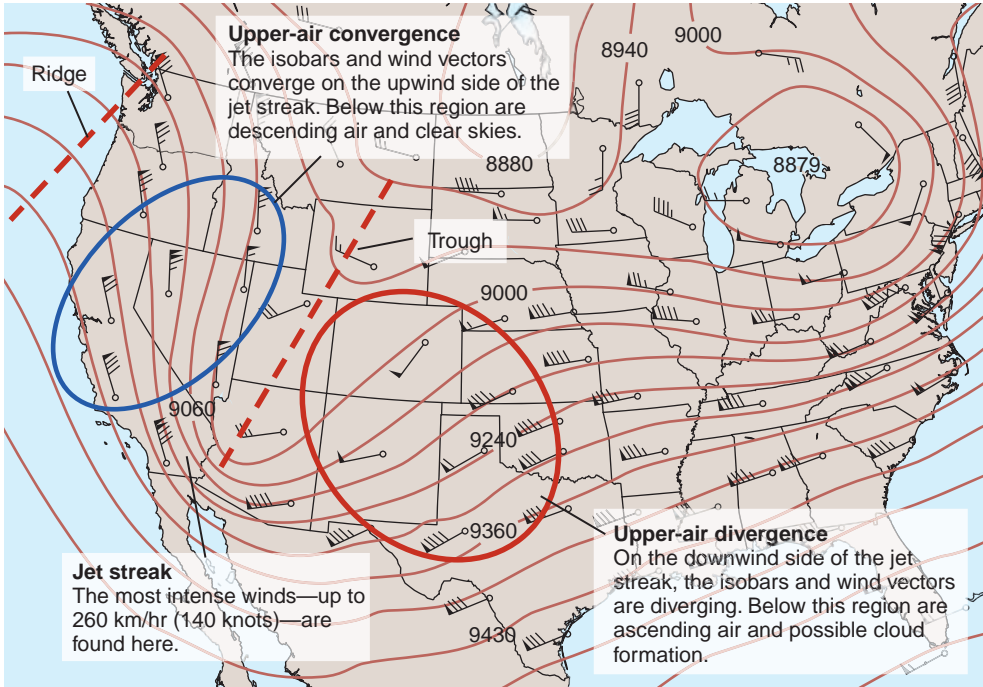 Upper-air convergence
The isobars and wind vectors
converge on the upwind side of the
jet streak. Below this region are
descending air and clear skies.
8940
9000
Ridge
8880
8879
Trough
9000
9060
9240
9360
Jet streak
The most intense winds—up to
260 km/hr (140 knots)—are
found here.
Upper-air divergence
On the downwind side of the jet
streak, the isobars and wind vectors
are diverging. Below this region are
ascending air and possible cloud
formation.
9430